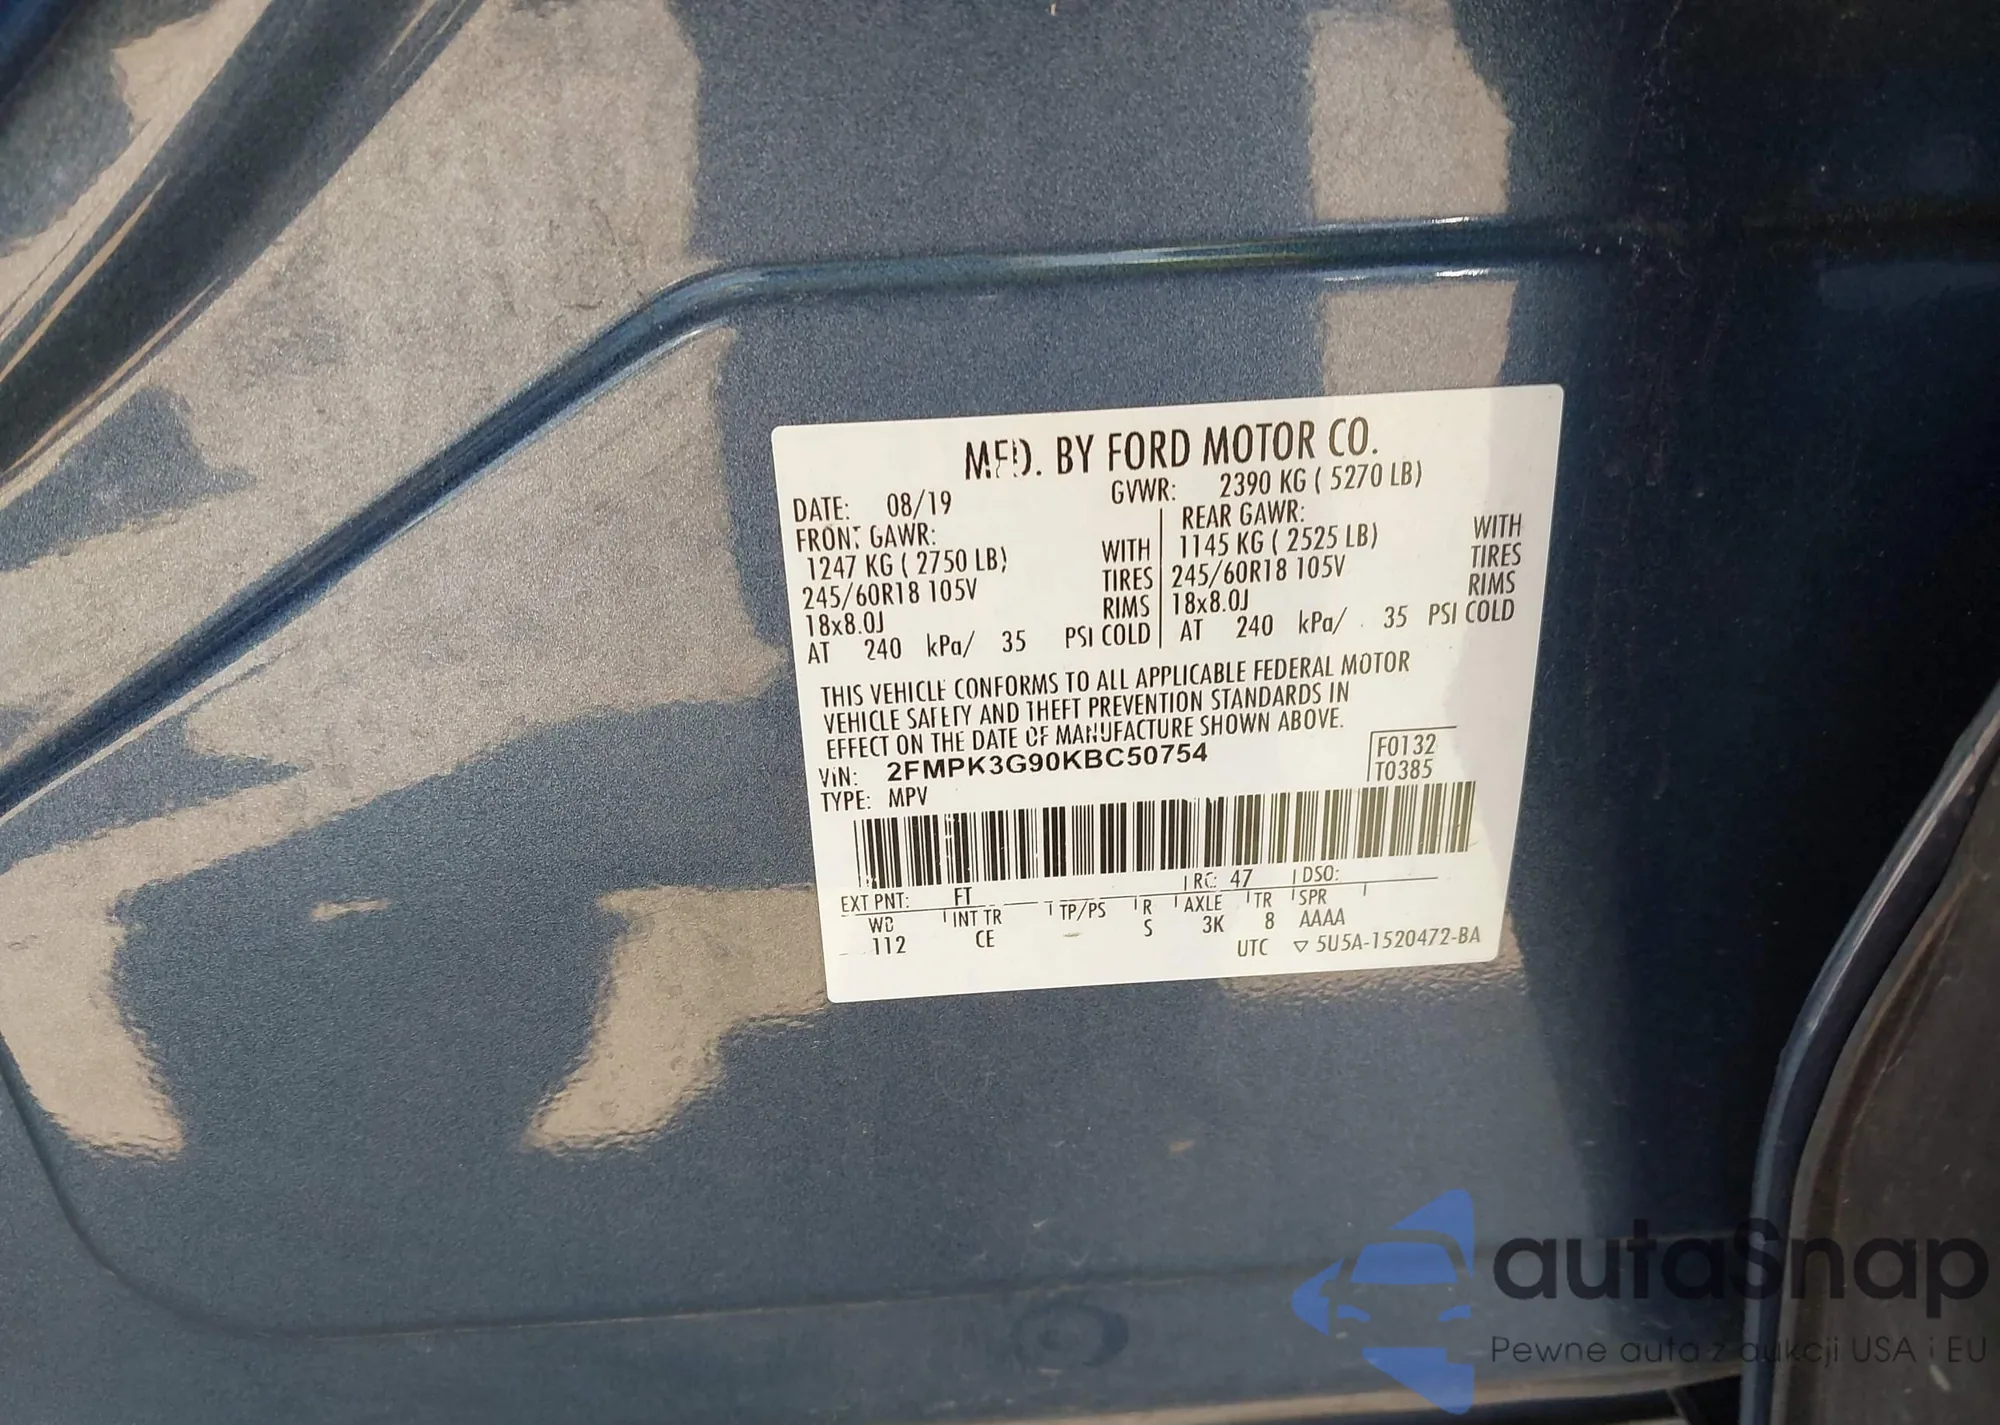 MFD. BY FORD MOTOR CO.
DATE: 08/19 GVWR: 2390 KG ( 5270 LB)
FRONT GAWR: REAR GAWR:
1247 KG ( 2750 LB) WITH 1145 KG ( 2525 LB) WITH
245/60R18 105V TIRES 245/60R18 105V TIRES
18x8.0J RIMS 18x8.0J RIMS
AT 240 kPa/ 35 PSI COLD AT 240 kPa/ 35 PSI COLD
THIS VEHICLE CONFORMS TO ALL APPLICABLE FEDERAL MOTOR
VEHICLE SAFETY AND THEFT PREVENTION STANDARDS IN
EFFECT ON THE DATE OF MANUFACTURE SHOWN ABOVE.
VIN: 2FMPK3G90KBC50754 F0132
TYPE: MPV T0385
EXT PNT: FT RC: 47 DSO:
WB INT TR TP/PS R AXLE TR SPR
112 CE S 3K 8 AAAA
UTC ▽ 5U5A-1520472-BA
autaSnap
Pewne auta z aukcji USA i EU